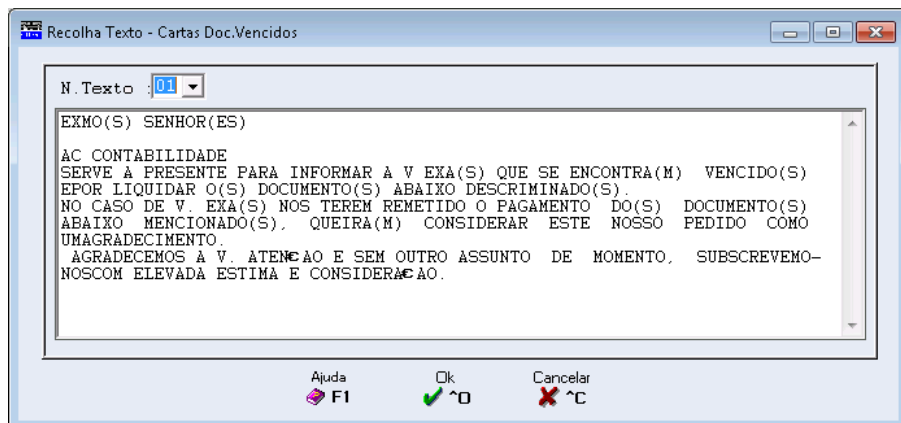 Recolha Texto - Cartas Doc.Vencidos
N.Texto : 01
EXMO(S) SENHOR(ES)
AC CONTABILIDADE
SERVE A PRESENTE PARA INFORMAR A V EXA(S) QUE SE ENCONTRA(M) VENCIDO(S)
EPOR LIQUIDAR O(S) DOCUMENTO(S) ABAIXO DESCRIMINADO(S).
NO CASO DE V. EXA(S) NOS TEREM REMETIDO O PAGAMENTO DO(S) DOCUMENTO(S)
ABAIXO MENCIONADO(S), QUEIRA(M) CONSIDERAR ESTE NOSSO PEDIDO COMO
UMAGRADECIMENTO.
AGRADECEMOS A V. ATEN€AO E SEM OUTRO ASSUNTO DE MOMENTO, SUBSCREVEMO-
NOSCOM ELEVADA ESTIMA E CONSIDERA€AO.
Ajuda Ok Cancelar
F1 ^O ^C